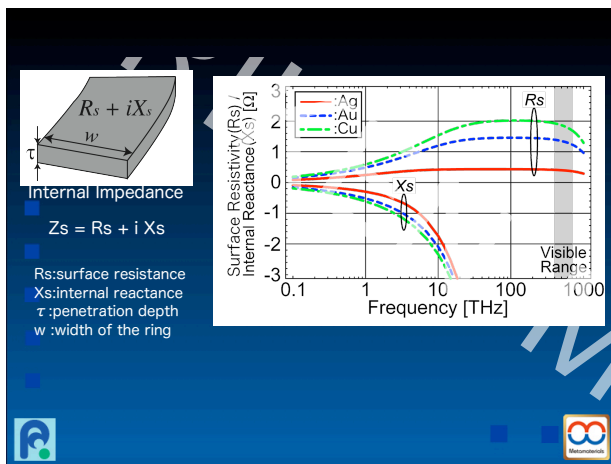 Rs + iXs
w
τ
Internal Impedance
Zs = Rs + i Xs
Rs:surface resistance
Xs:internal reactance
τ :penetration depth
w :width of the ring
Surface Resistivity(Rs) /
Internal Reactance(Xs) [Ω]
3
2
1
0
-1
-2
-3
:Ag
:Au
:Cu
Rs
Xs
Visible
Range
0.1
1
10
100
1000
Frequency [THz]
Metamaterials